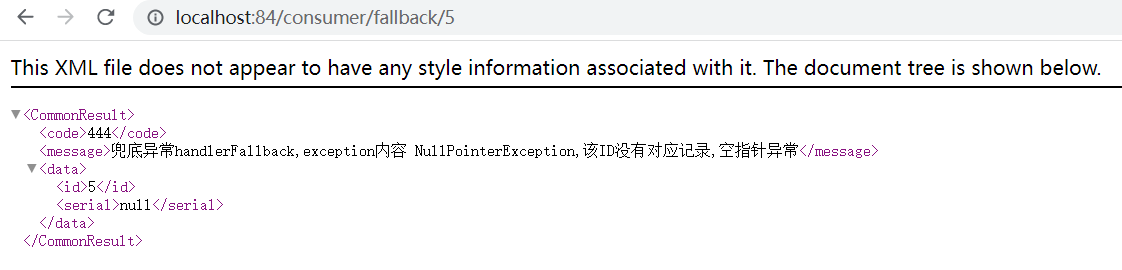 localhost:84/consumer/fallback/5
This XML file does not appear to have any style information associated with it. The document tree is shown below.
▼<CommonResult>
<code>444</code>
<message>兜底异常handlerFallback,exception内容 NullPointerException,该ID没有对应记录,空指针异常</message>
▼<data>
<id>5</id>
<serial>null</serial>
</data>
</CommonResult>